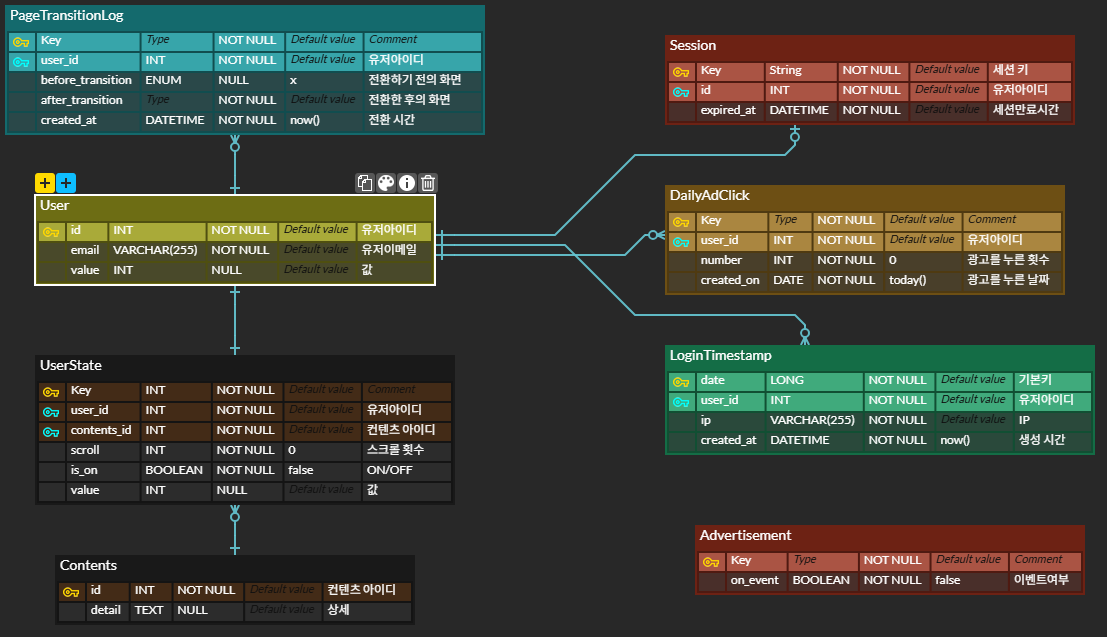 PageTransitionLog
Key Type NOT NULL Default value Comment
user_id INT NOT NULL Default value 유저아이디
before_transition ENUM NULL x 전환하기 전의 화면
after_transition Type NOT NULL Default value 전환한 후의 화면
created_at DATETIME NOT NULL now() 전환 시간
Session
Key String NOT NULL Default value 세션 키
id INT NOT NULL Default value 유저아이디
expired_at DATETIME NOT NULL Default value 세션만료시간
User
id INT NOT NULL Default value 유저아이디
email VARCHAR(255) NOT NULL Default value 유저이메일
value INT NULL Default value 값
DailyAdClick
Key Type NOT NULL Default value Comment
user_id INT NOT NULL Default value 유저아이디
number INT NOT NULL 0 광고를 누른 횟수
created_on DATE NOT NULL today() 광고를 누른 날짜
UserState
Key INT NOT NULL Default value Comment
user_id INT NOT NULL Default value 유저아이디
contents_id INT NOT NULL Default value 컨텐츠 아이디
scroll INT NOT NULL 0 스크롤 횟수
is_on BOOLEAN NOT NULL false ON/OFF
value INT NULL Default value 값
LoginTimestamp
date LONG NOT NULL Default value 기본키
user_id INT NOT NULL Default value 유저아이디
ip VARCHAR(255) NOT NULL Default value IP
created_at DATETIME NOT NULL now() 생성 시간
Contents
id INT NOT NULL Default value 컨텐츠 아이디
detail TEXT NULL Default value 상세
Advertisement
Key Type NOT NULL Default value Comment
on_event BOOLEAN NOT NULL false 이벤트여부